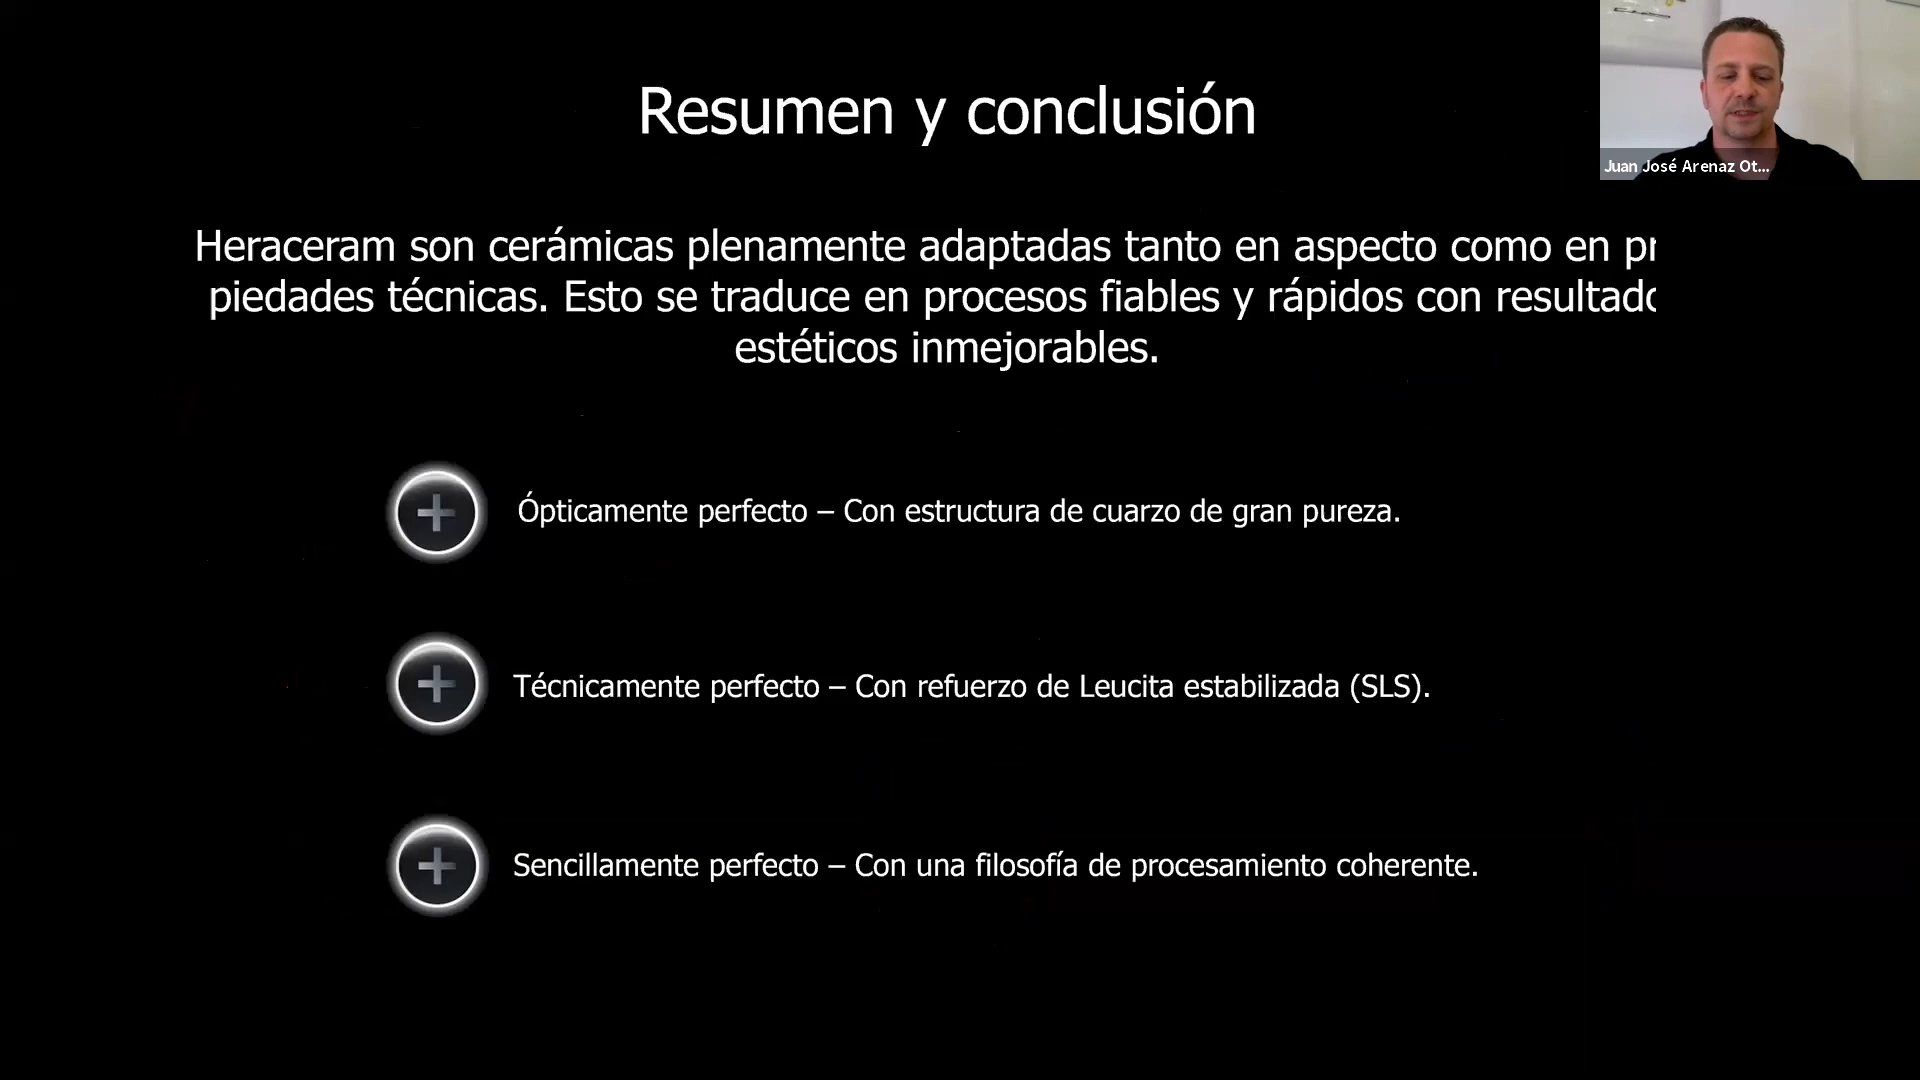 Resumen y conclusión
Juan José Arenaz Ot...
Heraceram son cerámicas plenamente adaptadas tanto en aspecto como en pr
piedades técnicas. Esto se traduce en procesos fiables y rápidos con resultado
estéticos inmejorables.
Ópticamente perfecto – Con estructura de cuarzo de gran pureza.
Técnicamente perfecto – Con refuerzo de Leucita estabilizada (SLS).
Sencillamente perfecto – Con una filosofía de procesamiento coherente.